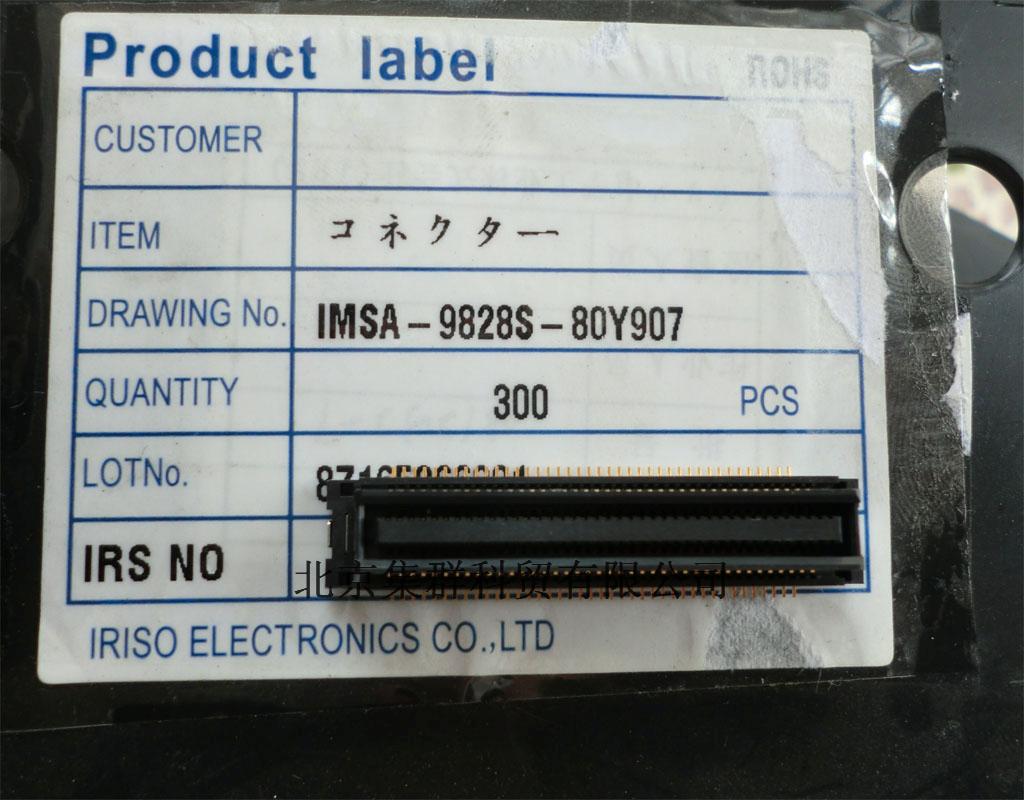 Product label
ROHS
CUSTOMER
ITEM コネクター
DRAWING No. IMSA-9828S-80Y907
QUANTITY 300 PCS
LOTNo.
IRS NO
北京集群科贸有限公司
IRISO ELECTRONICS CO.,LTD